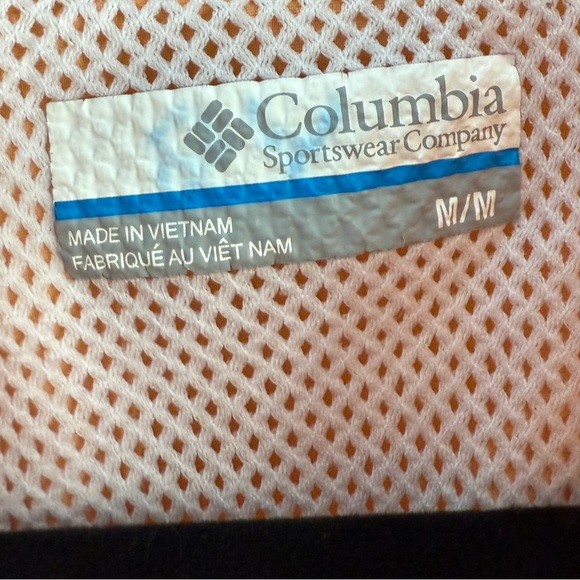 Columbia
Sportswear Company
MADE IN VIETNAM
FABRIQUÉ AU VIÊT NAM
M/M